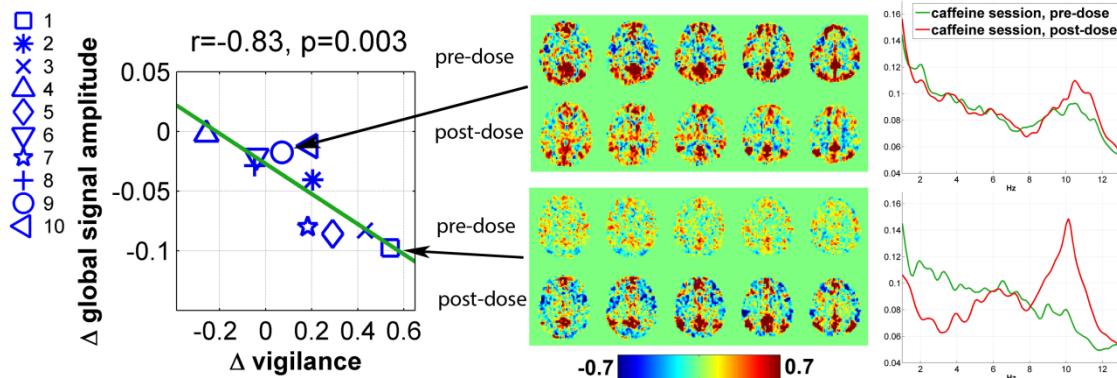 1
2
3
4
5
6
7
8
9
10
Δ global signal amplitude
r=-0.83, p=0.003
0.05
0
-0.05
-0.1
-0.2 0 0.2 0.4 0.6
Δ vigilance
pre-dose
post-dose
pre-dose
post-dose
-0.7 0.7
caffeine session, pre-dose
caffeine session, post-dose
0.16
0.14
0.12
0.1
0.08
0.06
0.04
2 4 6 8 10 12
Hz
0.16
0.14
0.12
0.1
0.08
0.06
0.04
2 4 6 8 10 12
Hz